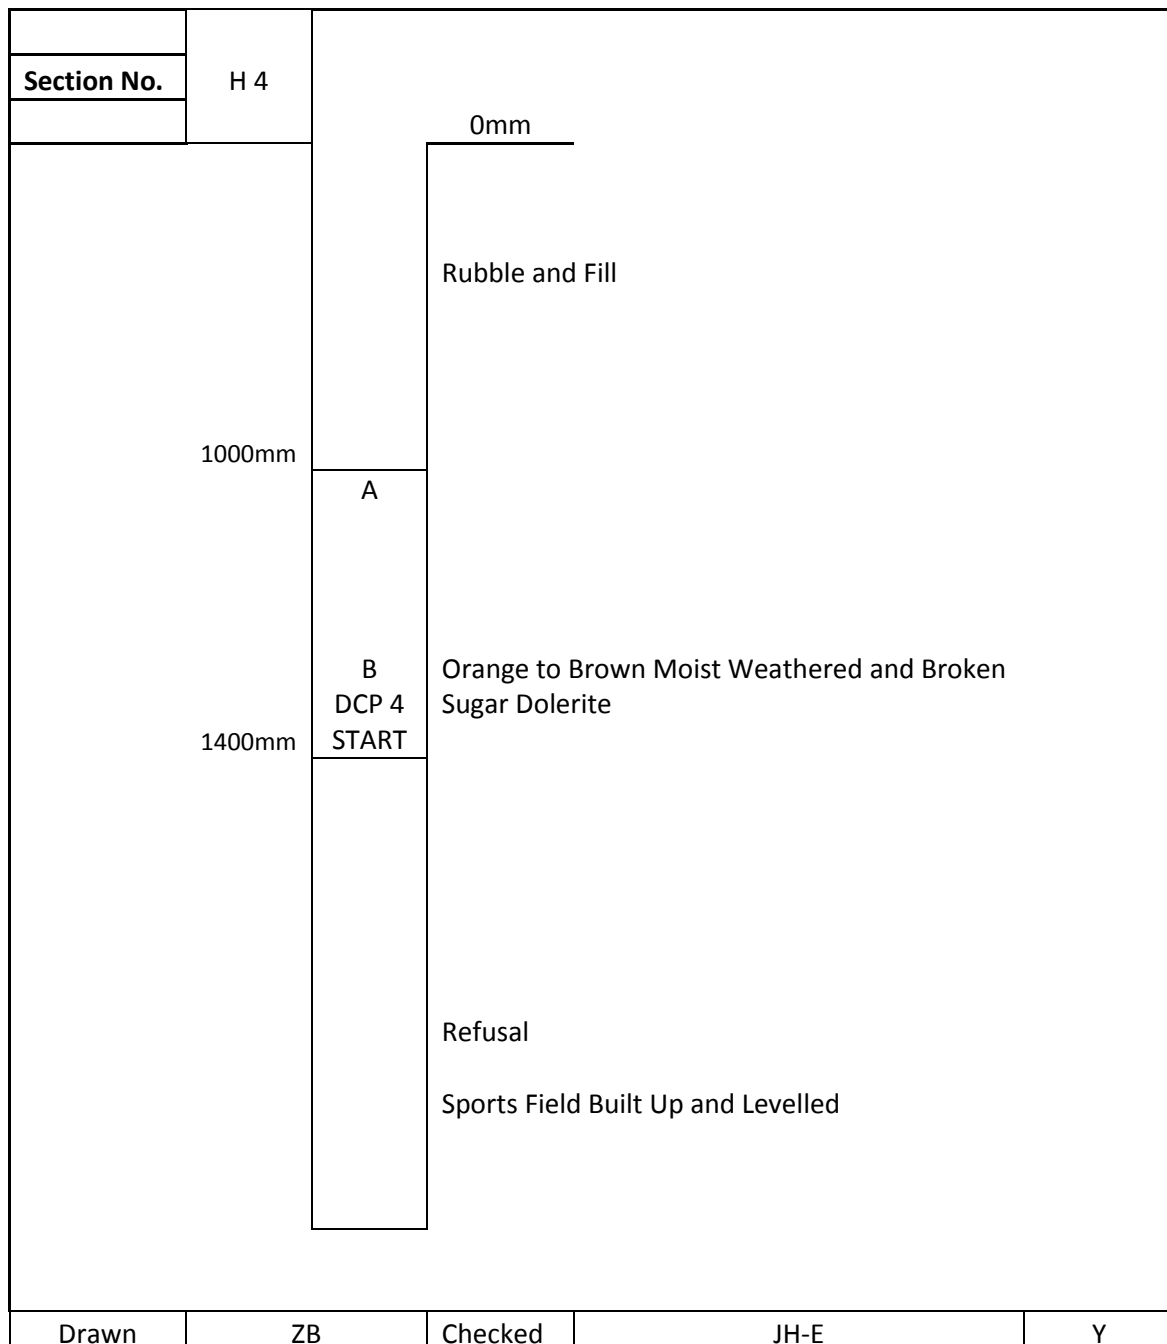 Section No. H 4
0mm
Rubble and Fill
1000mm
A
B
Orange to Brown Moist Weathered and Broken
DCP 4
Sugar Dolerite
START
1400mm
Refusal
Sports Field Built Up and Levelled
Drawn ZB Checked JH-E Y